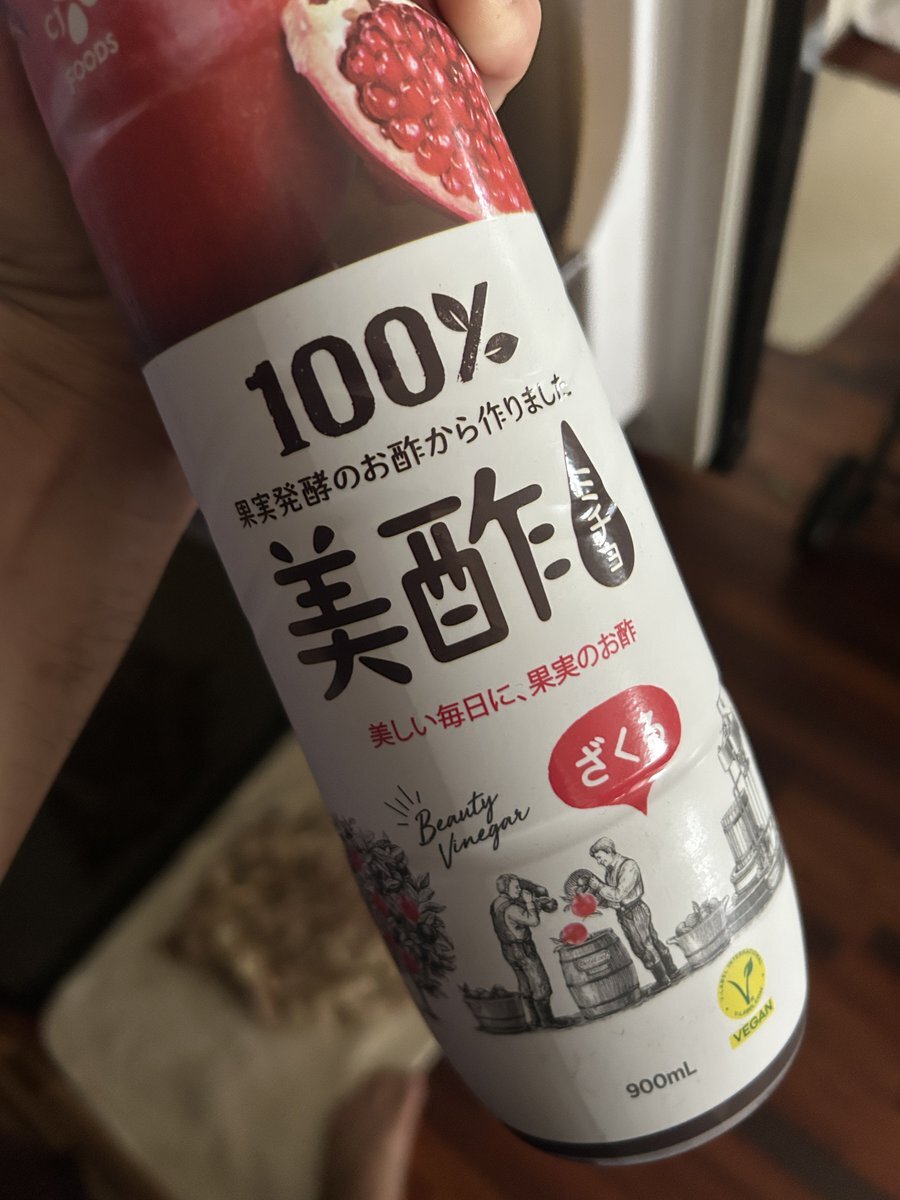 CJ
FOODS
100%
果実発酵のお酢から作りました
美酢
ミチョ
美しい毎日に、果実のお酢
ざくろ
Beauty
Vinegar
VEGAN
900mL